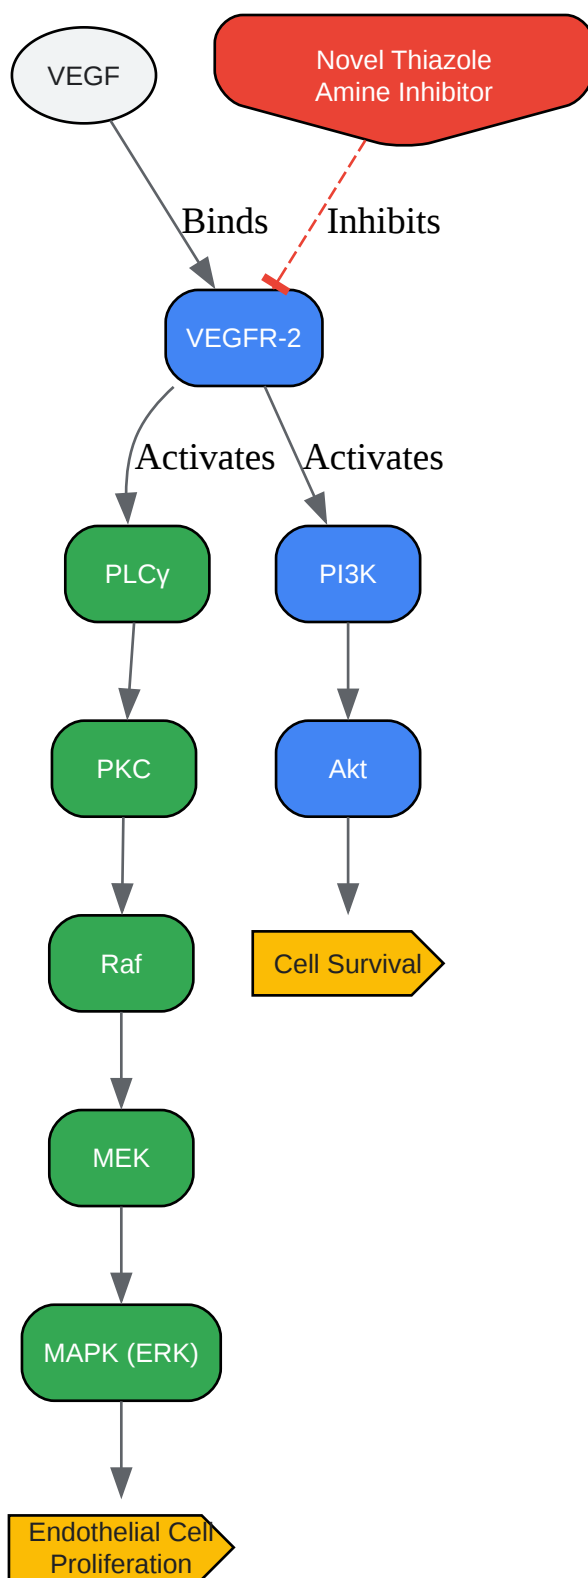 VEGF
Novel Thiazole
Amine Inhibitor
Binds
Inhibits
VEGFR-2
Activates
Activates
PLCγ
PI3K
PKC
Akt
Raf
Cell Survival
MEK
MAPK (ERK)
Endothelial Cell
Proliferation